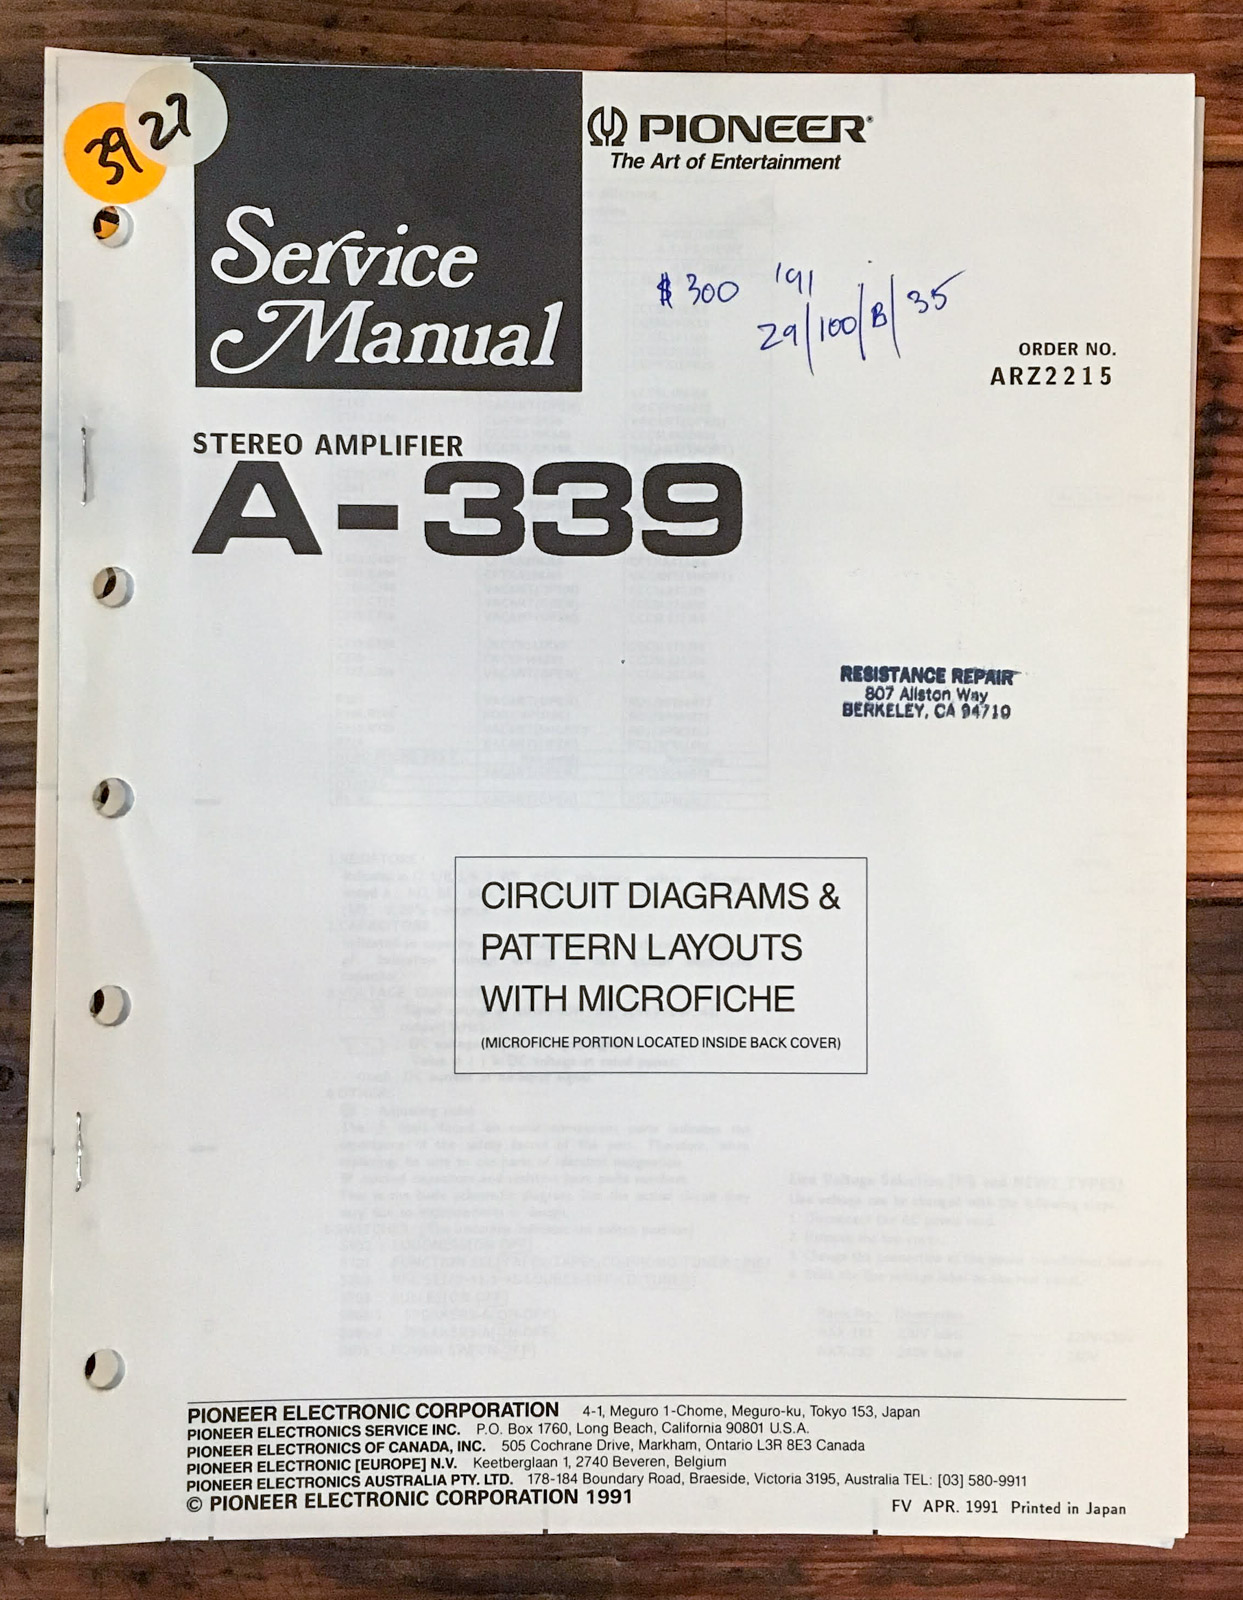 39
27
PIONEER®
The Art of Entertainment
Service
Manual
$300 '91
29/100/B/35
ORDER NO.
ARZ2215
STEREO AMPLIFIER
A-339
RESISTANCE REPAIR
807 Allston Way
BERKELEY, CA 94710
CIRCUIT DIAGRAMS &
PATTERN LAYOUTS
WITH MICROFICHE
(MICROFICHE PORTION LOCATED INSIDE BACK COVER)
PIONEER ELECTRONIC CORPORATION 4-1, Meguro 1-Chome, Meguro-ku, Tokyo 153, Japan
PIONEER ELECTRONICS SERVICE INC. P.O. Box 1760, Long Beach, California 90801 U.S.A.
PIONEER ELECTRONICS OF CANADA, INC. 505 Cochrane Drive, Markham, Ontario L3R 8E3 Canada
PIONEER ELECTRONIC [EUROPE] N.V. Keetberglaan 1, 2740 Beveren, Belgium
PIONEER ELECTRONICS AUSTRALIA PTY. LTD. 178-184 Boundary Road, Braeside, Victoria 3195, Australia TEL: [03] 580-9911
© PIONEER ELECTRONIC CORPORATION 1991
FV APR. 1991 Printed in Japan